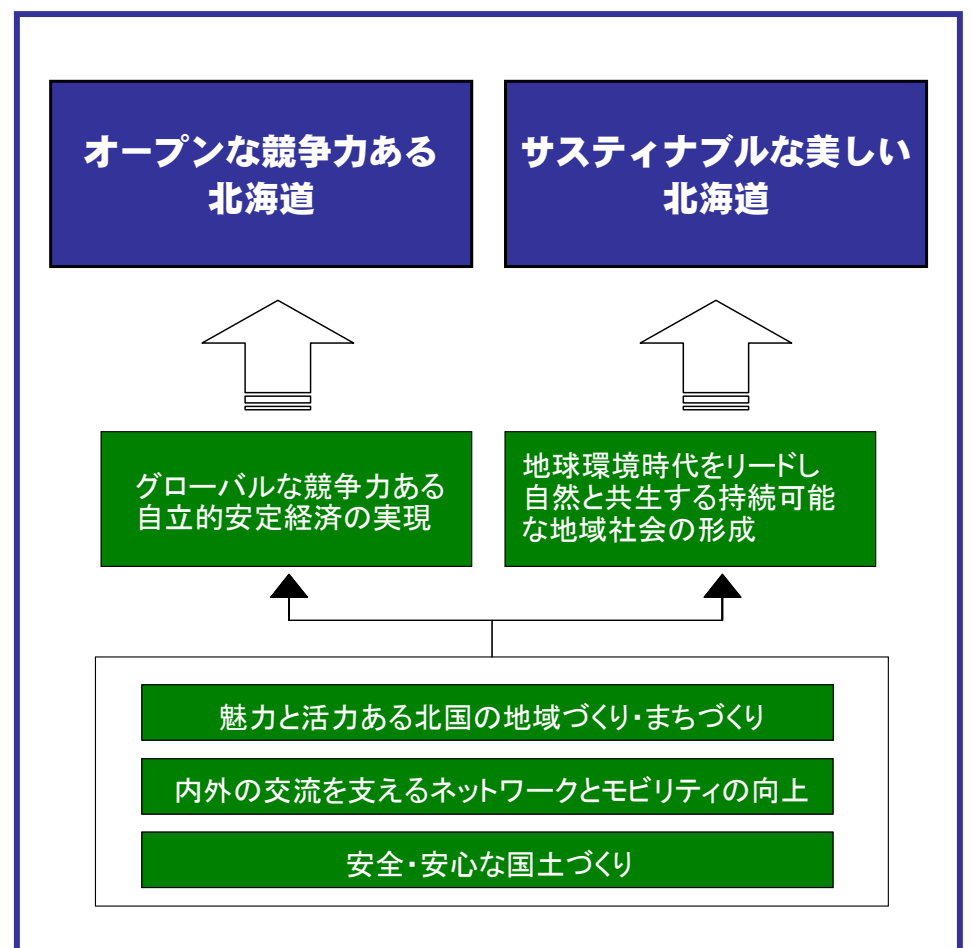 オープンな競争力ある
北海道
サスティナブルな美しい
北海道
グローバルな競争力ある
自立的安定経済の実現
地球環境時代をリードし
自然と共生する持続可能
な地域社会の形成
魅力と活力ある北国の地域づくり・まちづくり
内外の交流を支えるネットワークとモビリティの向上
安全・安心な国土づくり